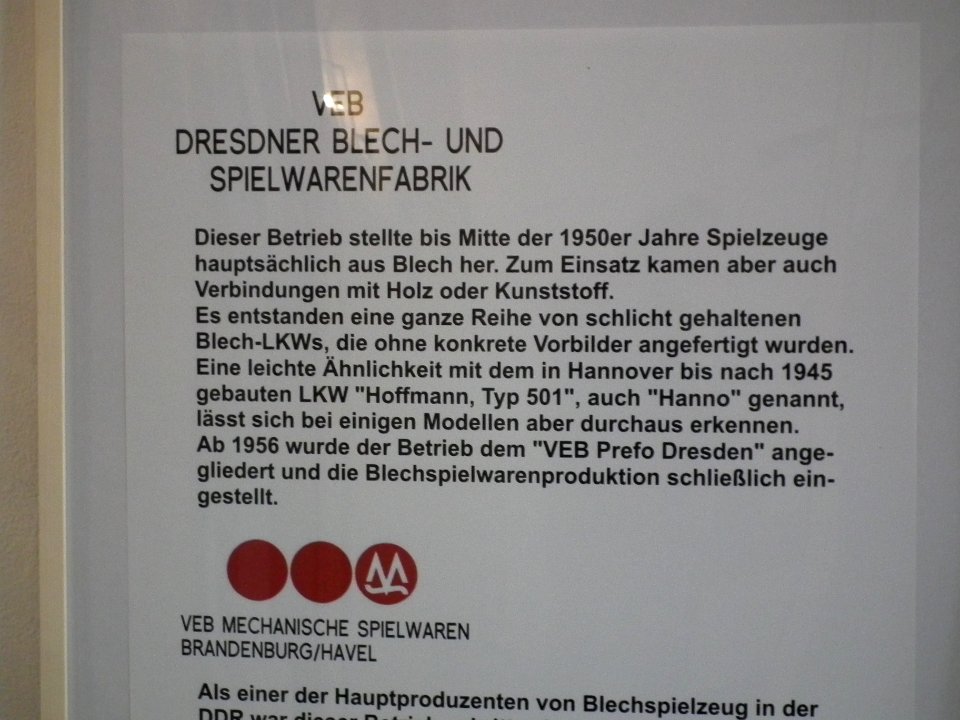 VEB
DRESDNER BLECH- UND
SPIELWARENFABRIK
Dieser Betrieb stellte bis Mitte der 1950er Jahre Spielzeuge
hauptsächlich aus Blech her. Zum Einsatz kamen aber auch
Verbindungen mit Holz oder Kunststoff.
Es entstanden eine ganze Reihe von schlicht gehaltenen
Blech-LKWs, die ohne konkrete Vorbilder angefertigt wurden.
Eine leichte Ähnlichkeit mit dem in Hannover bis nach 1945
gebauten LKW "Hoffmann, Typ 501", auch "Hanno" genannt,
lässt sich bei einigen Modellen aber durchaus erkennen.
Ab 1956 wurde der Betrieb dem "VEB Prefo Dresden" ange-
gliedert und die Blechspielwarenproduktion schließlich ein-
gestellt.
VEB MECHANISCHE SPIELWAREN
BRANDENBURG/HAVEL
Als einer der Hauptproduzenten von Blechspielzeug in der
DDR war dieser